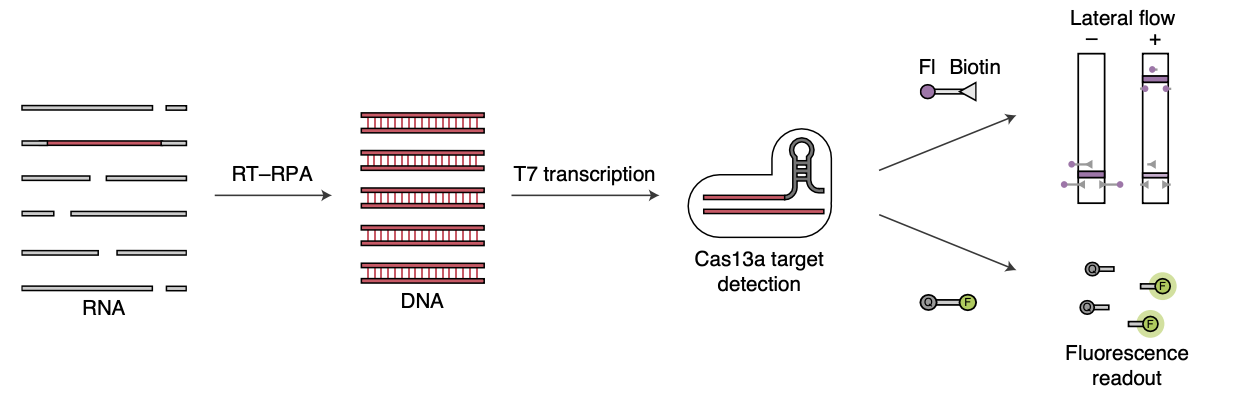 RNA
RT–RPA
DNA
T7 transcription
Cas13a target
detection
Fl Biotin
Q F
Lateral flow
– +
Q
F
Q
F
Fluorescence
readout